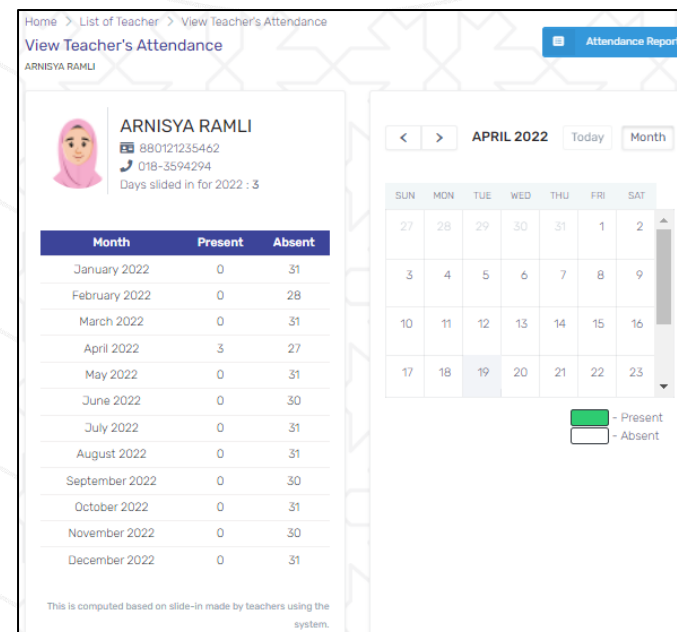 Home > List of Teacher > View Teacher's Attendance
View Teacher's Attendance
ARNISYA RAMLI
Attendance Report
ARNISYA RAMLI
880121235462
018-3594294
Days slided in for 2022 : 3
Month Present Absent
January 2022 0 31
February 2022 0 28
March 2022 0 31
April 2022 3 27
May 2022 0 31
June 2022 0 30
July 2022 0 31
August 2022 0 31
September 2022 0 30
October 2022 0 31
November 2022 0 30
December 2022 0 31
This is computed based on slide-in made by teachers using the
system.
< > APRIL 2022 Today Month
SUN MON TUE WED THU FRI SAT
27 28 29 30 31 1 2
3 4 5 6 7 8 9
10 11 12 13 14 15 16
17 18 19 20 21 22 23
- Present
- Absent